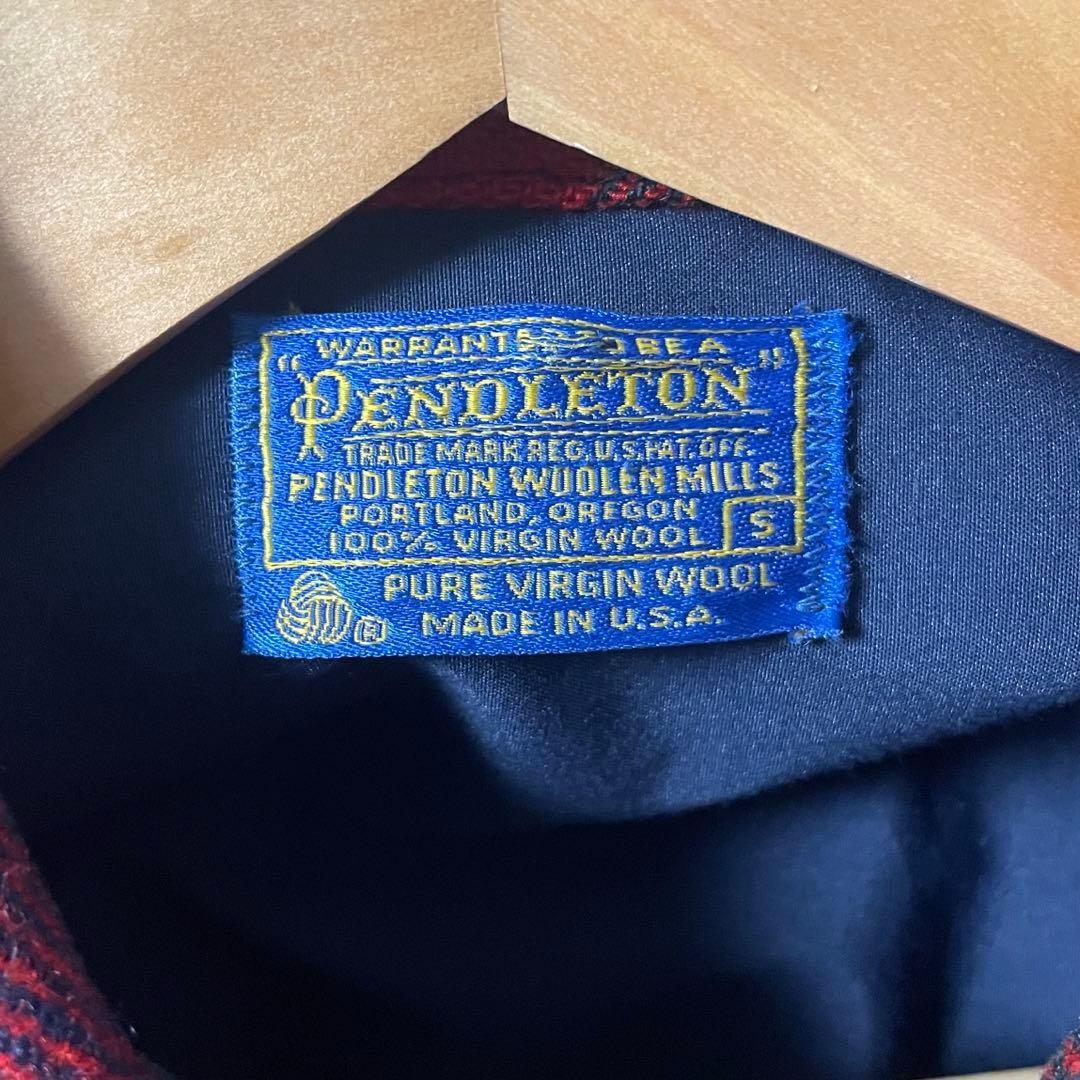 WARRANTED TO BE A
"PENDLETON"
TRADE MARK REG. U.S. PAT. OFF.
PENDLETON WOOLEN MILLS
PORTLAND, OREGON
100% VIRGIN WOOL S
PURE VIRGIN WOOL
® MADE IN U.S.A.